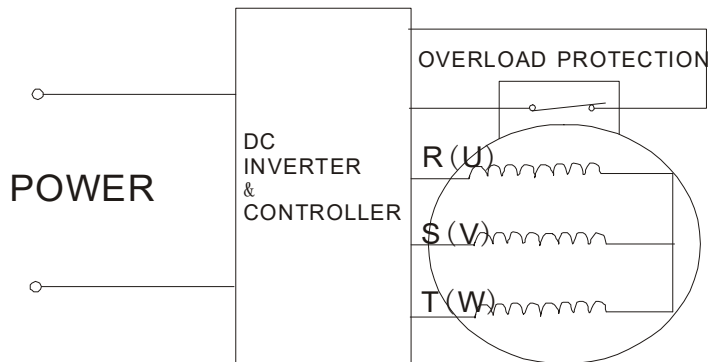 OVERLOAD PROTECTION
POWER
DC
INVERTER
&
CONTROLLER
R(U)
S(V)
T(W)